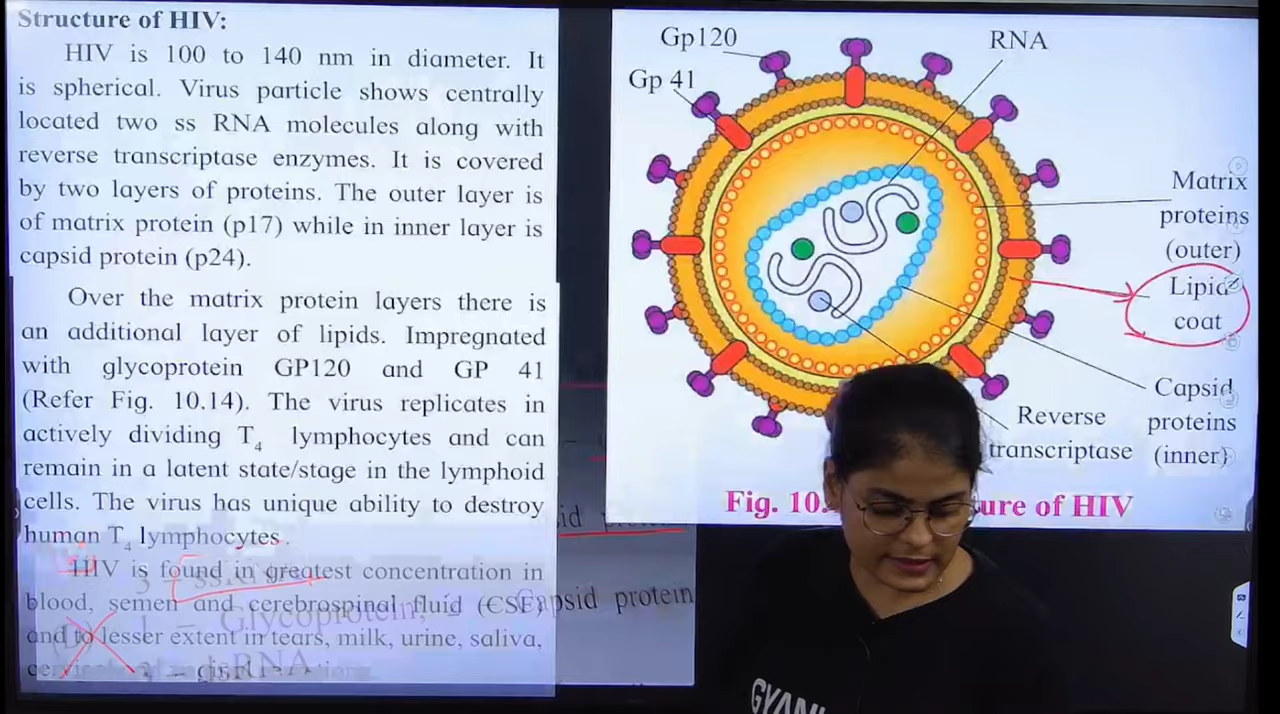 Structure of HIV:
HIV is 100 to 140 nm in diameter. It
is spherical. Virus particle shows centrally
located two ss RNA molecules along with
reverse transcriptase enzymes. It is covered
by two layers of proteins. The outer layer is
of matrix protein (p17) while in inner layer is
capsid protein (p24).
Over the matrix protein layers there is
an additional layer of lipids. Impregnated
with glycoprotein GP120 and GP 41
(Refer Fig. 10.14). The virus replicates in
actively dividing T4 lymphocytes and can
remain in a latent state/stage in the lymphoid
cells. The virus has unique ability to destroy
human T4 lymphocytes.
HIV is found in greatest concentration in
blood, semen and cerebrospinal fluid (CSF)
and to lesser extent in tears, milk, urine, saliva,
Glycoprotein,
Capsid protein
RNA
Gp120
Gp 41
RNA
Matrix
proteins
(outer)
Lipid
coat
Capsid
proteins
(inner)
Reverse
transcriptase
Fig. 10. ure of HIV